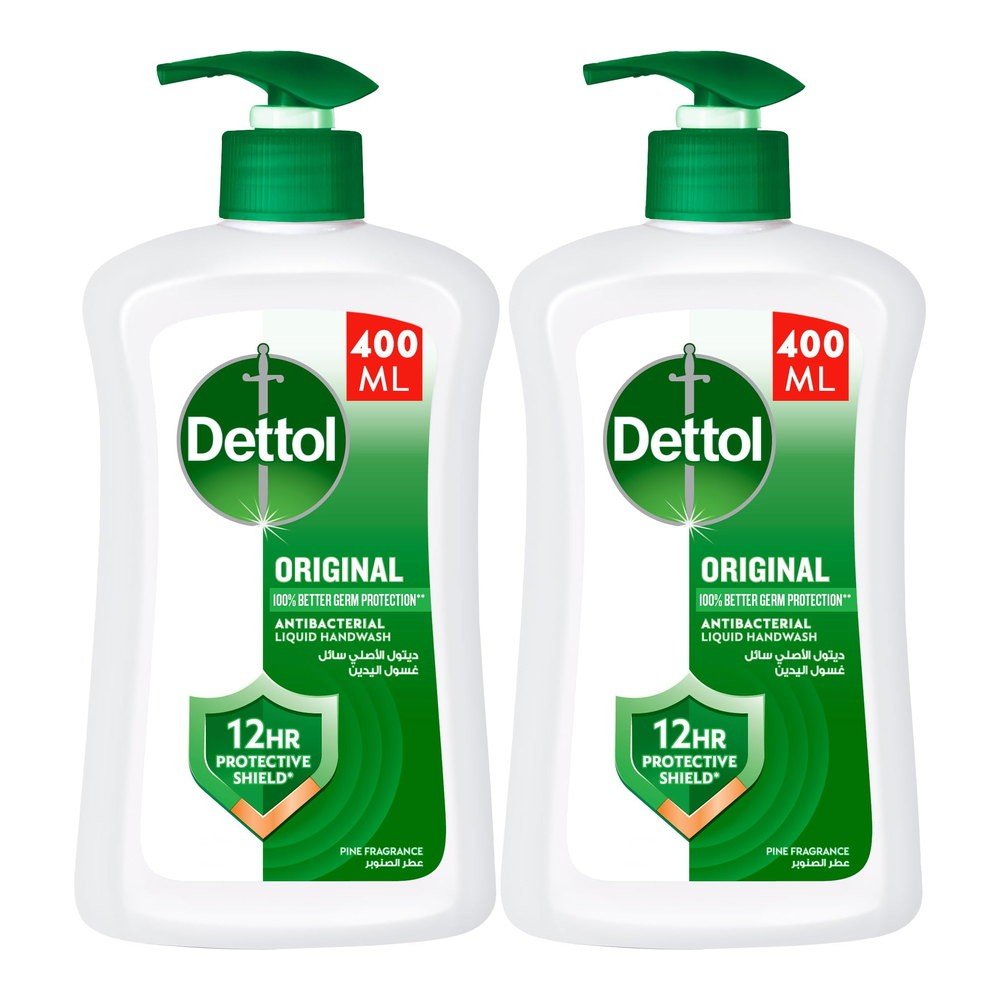 400
ML
Dettol
ORIGINAL
100% BETTER GERM PROTECTION**
ANTIBACTERIAL
LIQUID HANDWASH
ديتول الأصلي سائل
غسول اليدين
12HR
PROTECTIVE
SHIELD*
PINE FRAGRANCE
عطر الصنوبر
400
ML
Dettol
ORIGINAL
100% BETTER GERM PROTECTION**
ANTIBACTERIAL
LIQUID HANDWASH
ديتول الأصلي سائل
غسول اليدين
12HR
PROTECTIVE
SHIELD*
PINE FRAGRANCE
عطر الصنوبر